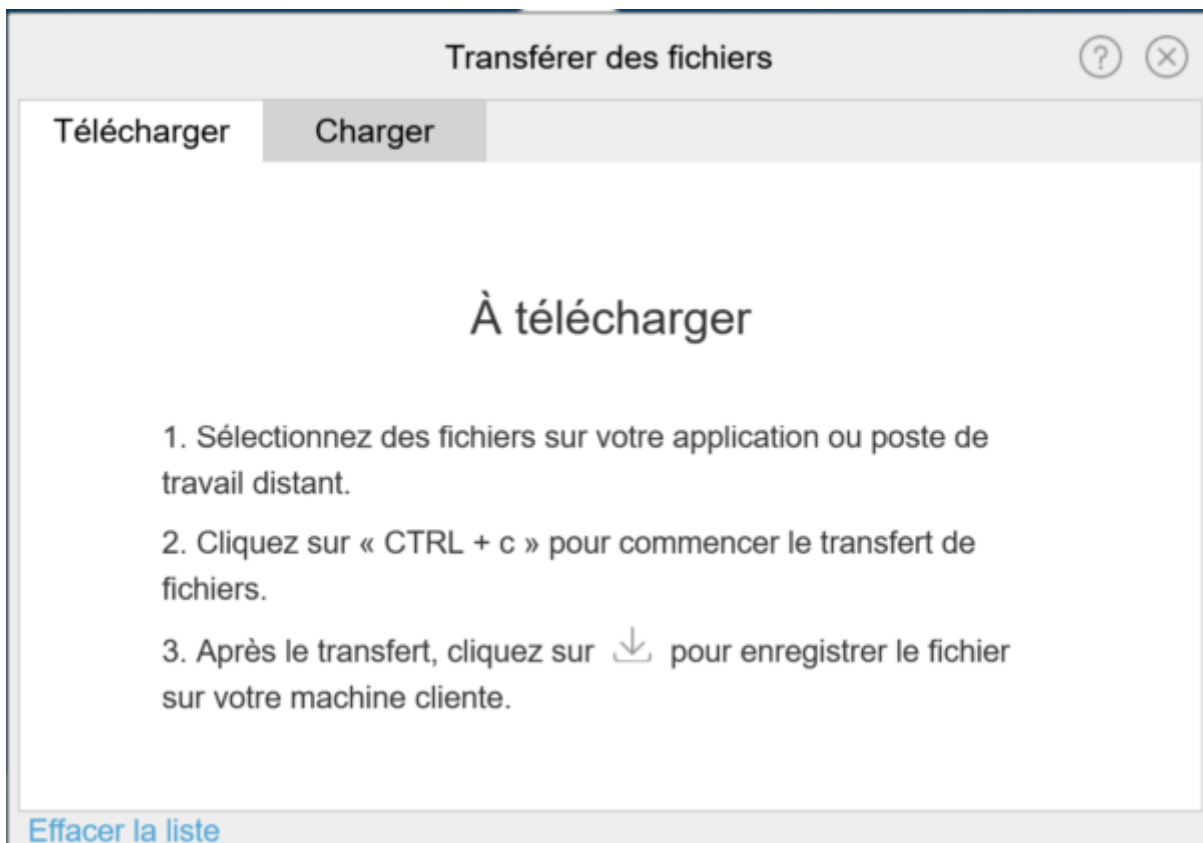 Transférer des fichiers
?
Télécharger Charger
À télécharger
1. Sélectionnez des fichiers sur votre application ou poste de
travail distant.
2. Cliquez sur « CTRL + c » pour commencer le transfert de
fichiers.
3. Après le transfert, cliquez sur pour enregistrer le fichier
sur votre machine cliente.
Effacer la liste